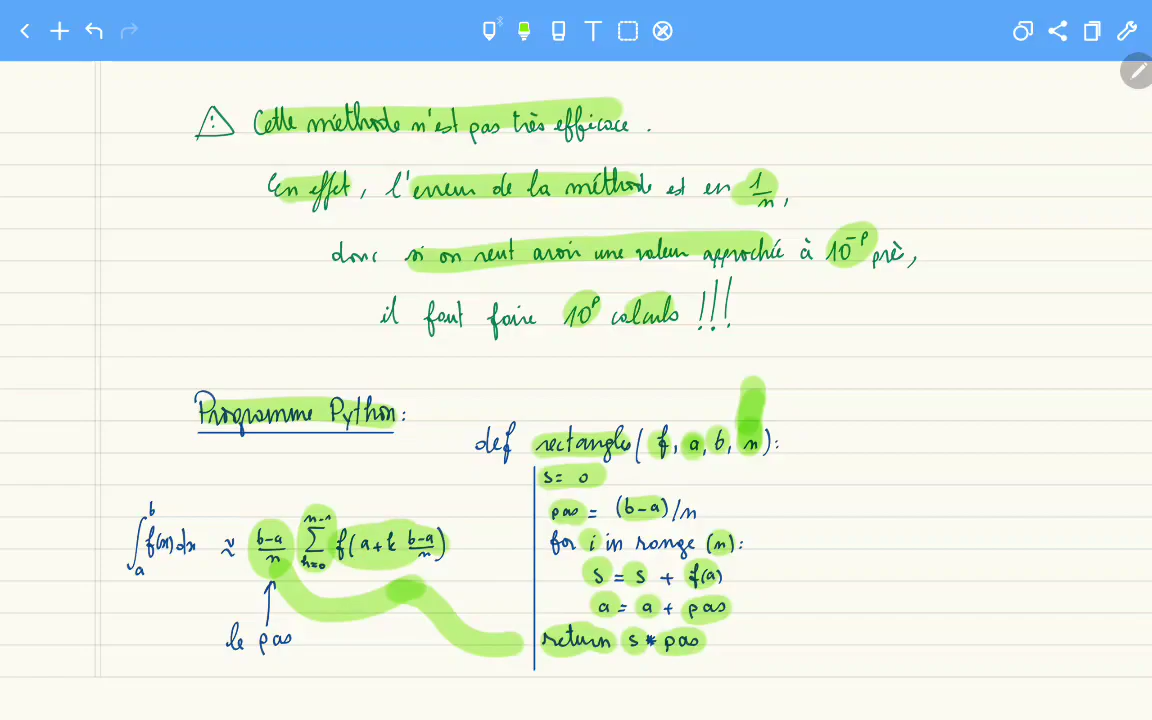 Cette méthode n'est pas très efficace.
En effet, l'erreur de la méthode est en 1/n,
donc si on veut avoir une valeur approchée à 10^-p près,
il faut faire 10^p calculs !!!
Programme Python:
def rectangles(f, a, b, n):
s = 0
pas = (b-a)/n
for i in range (n):
s = s + f(a)
a = a + pas
return s * pas
∫_a^b f(x)dx ≈ (b-a)/n ∑_{k=0}^{n-1} f(a+k (b-a)/n)
le pas